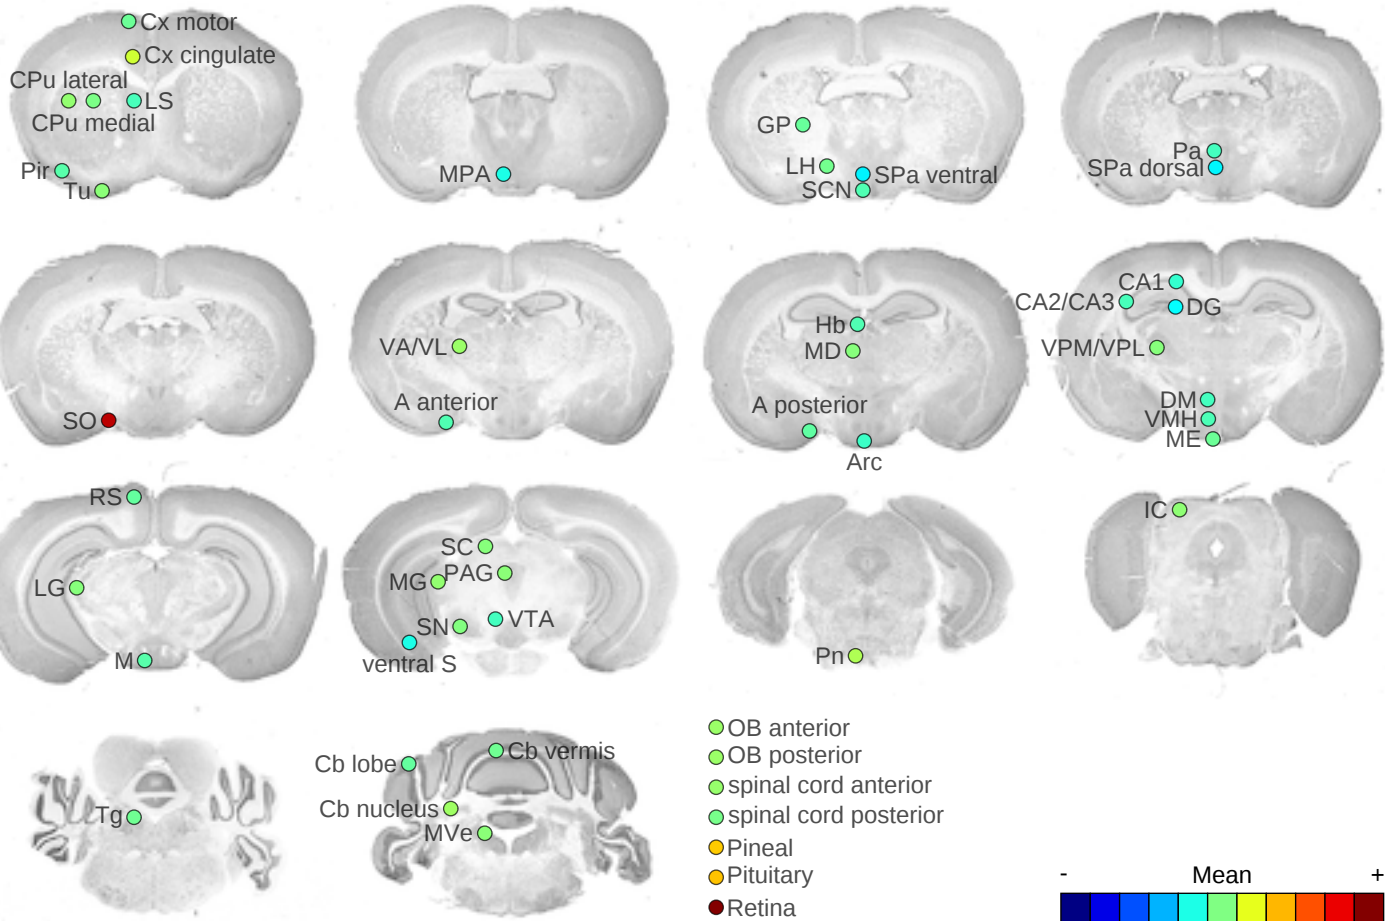 Cx motor
Cx cingulate
CPu lateral
LS
CPu medial
Pir
Tu
MPA
GP
LH
SPa ventral
SCN
Pa
SPa dorsal
SO
VA/VL
A anterior
Hb
MD
A posterior
Arc
CA1
CA2/CA3
DG
VPM/VPL
DM
VMH
ME
RS
LG
M
SC
MG
PAG
SN
VTA
ventral S
Pn
IC
Tg
Cb lobe
Cb vermis
Cb nucleus
MVe
OB anterior
OB posterior
spinal cord anterior
spinal cord posterior
Pineal
Pituitary
Retina
- Mean +